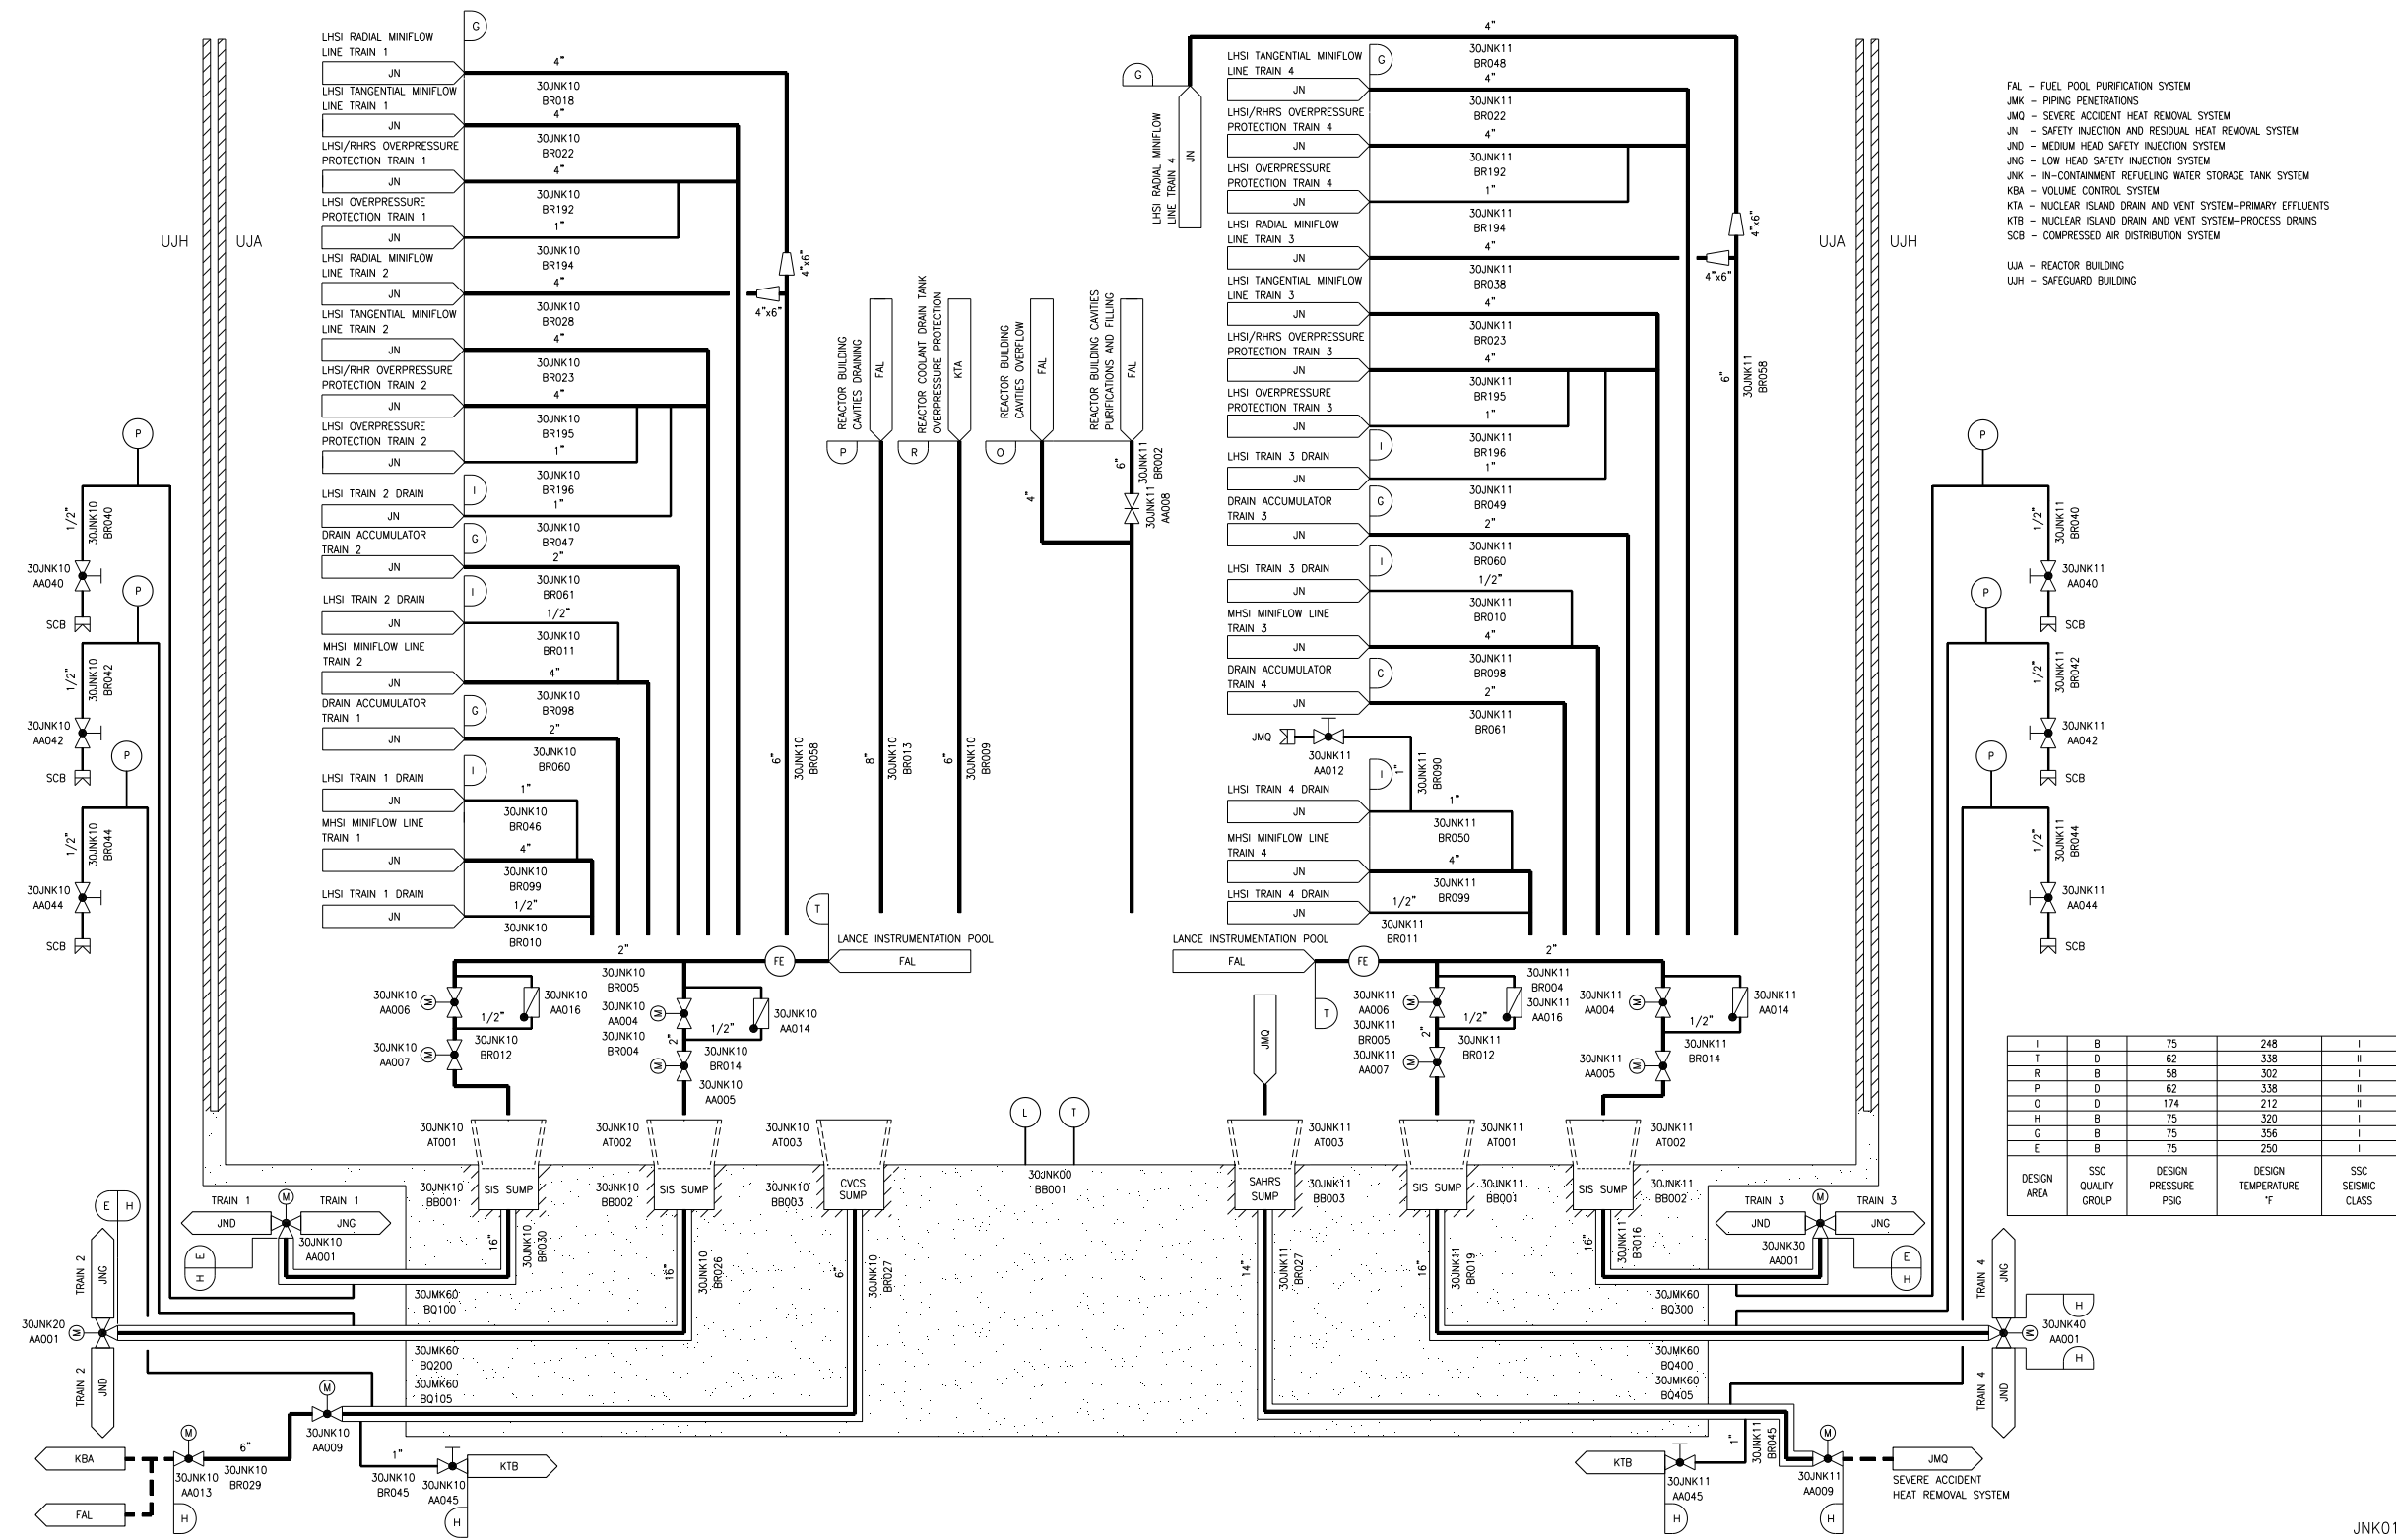 LHSI RADIAL MINIFLOW
LINE TRAIN 1
JN
G
4"
30JNK10
BR018
LHSI TANGENTIAL MINIFLOW
LINE TRAIN 1
JN
4"
30JNK10
BR022
LHSI/RHRS OVERPRESSURE
PROTECTION TRAIN 1
JN
4"
30JNK10
BR192
LHSI OVERPRESSURE
PROTECTION TRAIN 1
JN
1"
30JNK10
BR194
LHSI RADIAL MINIFLOW
LINE TRAIN 2
JN
4"
30JNK10
BR028
4"x6"
4"x6"
LHSI TANGENTIAL MINIFLOW
LINE TRAIN 2
JN
4"
30JNK10
BR023
LHSI/RHR OVERPRESSURE
PROTECTION TRAIN 2
JN
4"
30JNK10
BR195
LHSI OVERPRESSURE
PROTECTION TRAIN 2
JN
1"
30JNK10
BR196
LHSI TRAIN 2 DRAIN
JN
I
1"
30JNK10
BR047
DRAIN ACCUMULATOR
TRAIN 2
JN
G
2"
30JNK10
BR061
LHSI TRAIN 2 DRAIN
JN
I
1/2"
30JNK10
BR011
MHSI MINIFLOW LINE
TRAIN 2
JN
4"
30JNK10
BR098
DRAIN ACCUMULATOR
TRAIN 1
JN
G
2"
30JNK10
BR060
LHSI TRAIN 1 DRAIN
JN
I
1"
30JNK10
BR046
MHSI MINIFLOW LINE
TRAIN 1
JN
4"
30JNK10
BR099
LHSI TRAIN 1 DRAIN
JN
1/2"
30JNK10
BR010
6"
30JNK10
BR058
UJH
UJA
P
1/2"
30JNK10
BR040
30JNK10
AA040
SCB
P
1/2"
30JNK10
BR042
30JNK10
AA042
SCB
P
1/2"
30JNK10
BR044
30JNK10
AA044
SCB
REACTOR BUILDING
CAVITIES DRAINING
FAL
P
8"
30JNK10
BR013
REACTOR COOLANT DRAIN TANK
OVERPRESSURE PROTECTION
KTA
R
6"
30JNK10
BR009
REACTOR BUILDING
CAVITIES OVERFLOW
FAL
O
4"
REACTOR BUILDING CAVITIES
PURIFICATIONS AND FILLING
FAL
6"
30JNK11
BR002
30JNK11
AA008
G
LHSI RADIAL MINIFLOW
LINE TRAIN 4
JN
4"
30JNK11
BR048
LHSI TANGENTIAL MINIFLOW
LINE TRAIN 4
JN
G
4"
30JNK11
BR022
LHSI/RHRS OVERPRESSURE
PROTECTION TRAIN 4
JN
4"
30JNK11
BR192
LHSI OVERPRESSURE
PROTECTION TRAIN 4
JN
1"
30JNK11
BR194
LHSI RADIAL MINIFLOW
LINE TRAIN 3
JN
4"
30JNK11
BR038
4"x6"
4"x6"
LHSI TANGENTIAL MINIFLOW
LINE TRAIN 3
JN
4"
30JNK11
BR023
LHSI/RHRS OVERPRESSURE
PROTECTION TRAIN 3
JN
4"
30JNK11
BR195
LHSI OVERPRESSURE
PROTECTION TRAIN 3
JN
1"
30JNK11
BR196
LHSI TRAIN 3 DRAIN
JN
I
1"
30JNK11
BR049
DRAIN ACCUMULATOR
TRAIN 3
JN
G
2"
30JNK11
BR060
LHSI TRAIN 3 DRAIN
JN
I
1/2"
30JNK11
BR010
MHSI MINIFLOW LINE
TRAIN 3
JN
4"
30JNK11
BR098
DRAIN ACCUMULATOR
TRAIN 4
JN
G
2"
30JNK11
BR061
JMQ
30JNK11
AA012
1"
30JNK11
BR090
LHSI TRAIN 4 DRAIN
JN
I
1"
30JNK11
BR050
MHSI MINIFLOW LINE
TRAIN 4
JN
4"
30JNK11
BR099
LHSI TRAIN 4 DRAIN
JN
1/2"
30JNK11
BR011
6"
30JNK11
BR058
UJA
UJH
P
1/2"
30JNK11
BR040
30JNK11
AA040
SCB
P
1/2"
30JNK11
BR042
30JNK11
AA042
SCB
P
1/2"
30JNK11
BR044
30JNK11
AA044
SCB
FAL – FUEL POOL PURIFICATION SYSTEM
JMK – PIPING PENETRATIONS
JMQ – SEVERE ACCIDENT HEAT REMOVAL SYSTEM
JN – SAFETY INJECTION AND RESIDUAL HEAT REMOVAL SYSTEM
JND – MEDIUM HEAD SAFETY INJECTION SYSTEM
JNG – LOW HEAD SAFETY INJECTION SYSTEM
JNK – IN-CONTAINMENT REFUELING WATER STORAGE TANK SYSTEM
KBA – VOLUME CONTROL SYSTEM
KTA – NUCLEAR ISLAND DRAIN AND VENT SYSTEM-PRIMARY EFFLUENTS
KTB – NUCLEAR ISLAND DRAIN AND VENT SYSTEM-PROCESS DRAINS
SCB – COMPRESSED AIR DISTRIBUTION SYSTEM
UJA – REACTOR BUILDING
UJH – SAFEGUARD BUILDING
T
LANCE INSTRUMENTATION POOL
FAL
FE
2"
30JNK10
BR005
30JNK10
AA006
M
30JNK10
AA016
1/2"
30JNK10
BR012
30JNK10
AA007
M
30JNK10
AA004
M
30JNK10
AA014
1/2"
30JNK10
BR004
2"
30JNK10
BR014
M
30JNK10
AA005
LANCE INSTRUMENTATION POOL
FAL
FE
T
2"
30JNK11
BR004
30JNK11
AA006
M
30JNK11
AA016
1/2"
30JNK11
BR005
2"
30JNK11
BR012
30JNK11
AA007
M
30JNK11
AA004
M
30JNK11
AA014
1/2"
30JNK11
BR014
30JNK11
AA005
M
JMQ
30JNK10
AT001
30JNK10
AT002
30JNK10
AT003
L
T
30JNK11
AT003
30JNK11
AT001
30JNK11
AT002
30JNK10
BB001
SIS SUMP
30JNK10
BB002
SIS SUMP
30JNK10
BB003
CVCS
SUMP
30JNK00
BB001
SAHRS
SUMP
30JNK11
BB003
SIS SUMP
30JNK11
BB001
SIS SUMP
30JNK11
BB002
I B 75 248 I
T D 62 338 II
R B 58 302 I
P D 62 338 II
O D 174 212 II
H B 75 320 I
G B 75 356 I
E B 75 250 I
DESIGN
AREA
SSC
QUALITY
GROUP
DESIGN
PRESSURE
PSIG
DESIGN
TEMPERATURE
°F
SSC
SEISMIC
CLASS
E H
TRAIN 1
M
TRAIN 1
JND
JNG
30JNK10
AA001
E
H
16"
30JNK10
BR030
16"
30JNK10
BR026
6"
30JNK10
BR027
TRAIN 2
JNG
30JNK20
AA001
M
TRAIN 2
JND
30JMK60
BQ100
30JMK60
BQ200
30JMK60
BQ105
M
30JNK10
AA009
KBA
M
6"
30JNK10
AA013
30JNK10
BR029
FAL
H
1"
30JNK10
BR045
30JNK10
AA045
KTB
H
14"
30JNK11
BR027
16"
30JNK11
BR019
16"
30JNK11
BR016
TRAIN 3
M
TRAIN 3
JND
JNG
30JNK30
AA001
E
H
30JMK60
BQ300
30JMK60
BQ400
30JMK60
BQ405
TRAIN 4
JNG
H
30JNK40
AA001
M
TRAIN 4
JND
H
KTB
30JNK11
AA045
H
1"
30JNK11
BR045
M
30JNK11
AA009
H
JMQ
SEVERE ACCIDENT
HEAT REMOVAL SYSTEM
JNK01